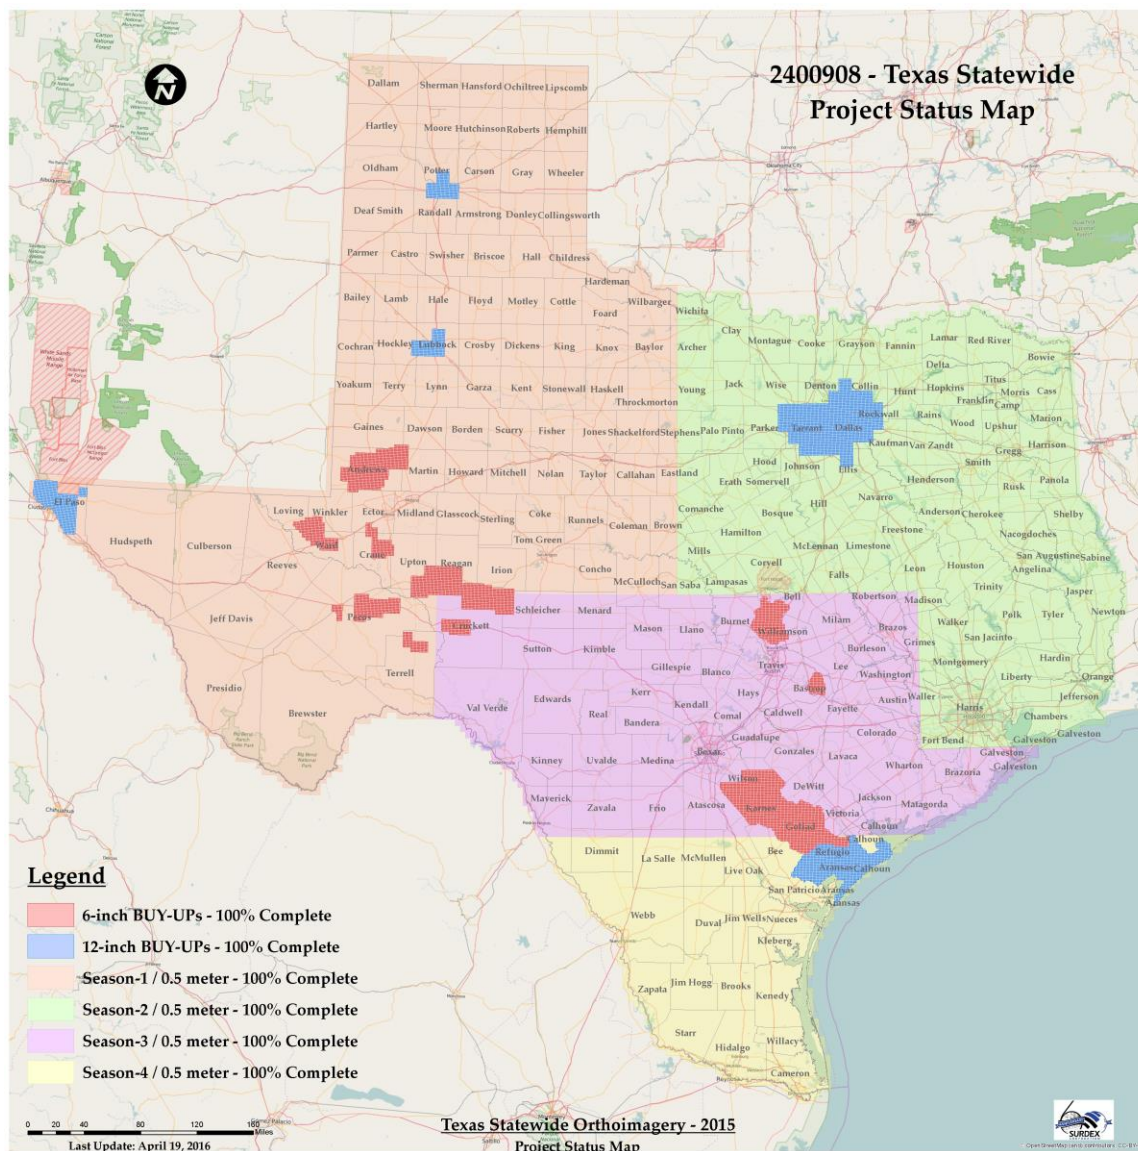 2400908 - Texas Statewide
Project Status Map
N
Dallam Sherman Hansford Ochiltree Lipscomb
Hartley Moore Hutchinson Roberts Hemphill
Oldham Potter Carson Gray Wheeler
Deaf Smith Randall Armstrong Donley Collingsworth
Parmer Castro Swisher Briscoe Hall Childress
Hardeman
Bailey Lamb Hale Floyd Motley Cottle Foard Wilbarger Wichita
Clay Montague Cooke Grayson Fannin Lamar Red River Bowie
Cochran Hockley Lubbock Crosby Dickens King Knox Baylor Archer
Delta Titus Morris Cass
Yoakum Terry Lynn Garza Kent Stonewall Haskell Throckmorton Young Jack Wise Denton Collin Hunt Hopkins Franklin Camp
Rockwall Rains Wood Upshur Marion
Gaines Dawson Borden Scurry Fisher Jones Shackelford Stephens Palo Pinto Parker Tarrant Dallas Kaufman Van Zandt Gregg Harrison
Andrews Martin Howard Mitchell Nolan Taylor Callahan Eastland Hood Johnson Ellis Smith
Erath Somervell Henderson Rusk Panola
El Paso Loving Winkler Ector Midland Glasscock Sterling Coke Runnels Coleman Brown Comanche Bosque Hill Navarro Anderson Cherokee Shelby
Hudspeth Culberson Reeves Ward Crane Upton Reagan Irion Tom Green Concho McCulloch San Saba Mills Hamilton McLennan Limestone Freestone Nacogdoches
San Augustine Sabine
Lampasas Coryell Bell Falls Leon Houston Angelina
Robertson Madison Trinity Jasper
Jeff Davis Pecos Crockett Schleicher Menard Mason Llano Burnet Williamson Milam Brazos Grimes Walker Polk Tyler Newton
Terrell Sutton Kimble Gillespie Blanco Travis Lee Burleson Washington San Jacinto
Montgomery Liberty Hardin Orange
Presidio Brewster Val Verde Edwards Kerr Kendall Hays Bastrop Fayette Austin Waller Harris Jefferson
Real Bandera Comal Caldwell Colorado Fort Bend Chambers Galveston
Galveston
Galveston
Galveston
Kinney Uvalde Medina Bexar Guadalupe Gonzales Lavaca Wharton Brazoria
Maverick Zavala Frio Atascosa Wilson Karnes DeWitt Jackson Matagorda
Goliad Victoria Calhoun
Calhoun
Dimmit La Salle McMullen Live Oak Bee Refugio
Aransas Calhoun
San Patricio Aransas
Aransas
Webb Duval Jim Wells Nueces
Kleberg
Zapata Jim Hogg Brooks Kenedy
Starr Hidalgo Willacy
Cameron
Legend
6-inch BUY-UPs - 100% Complete
12-inch BUY-UPs - 100% Complete
Season-1 / 0.5 meter - 100% Complete
Season-2 / 0.5 meter - 100% Complete
Season-3 / 0.5 meter - 100% Complete
Season-4 / 0.5 meter - 100% Complete
0 20 40 80 120 160
Miles
Last Update: April 19, 2016
Texas Statewide Orthoimagery - 2015
Project Status Map
SURDEX